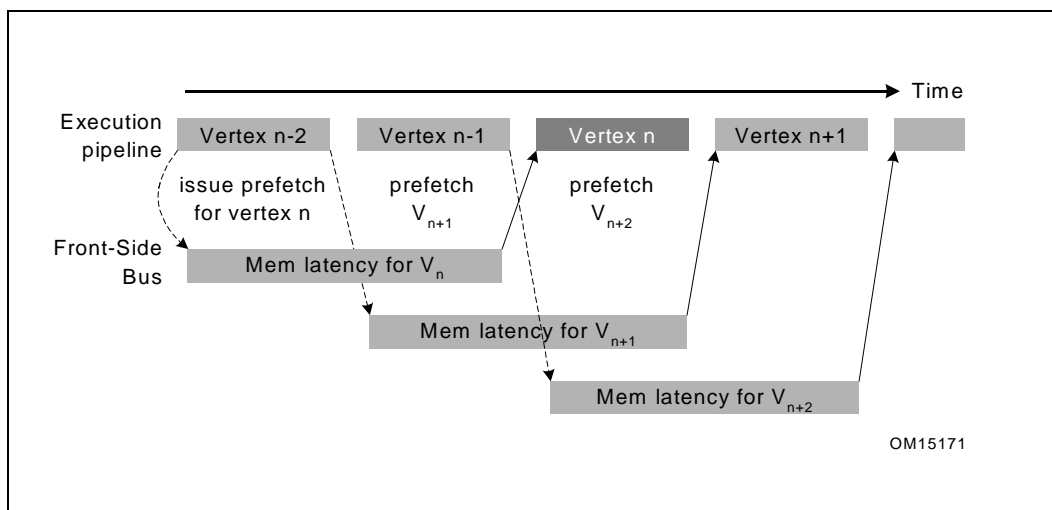 Time
Execution
pipeline
Vertex n-2
Vertex n-1
Vertex n
Vertex n+1
issue prefetch
for vertex n
prefetch
Vn+1
prefetch
Vn+2
Front-Side
Bus
Mem latency for Vn
Mem latency for Vn+1
Mem latency for Vn+2
OM15171